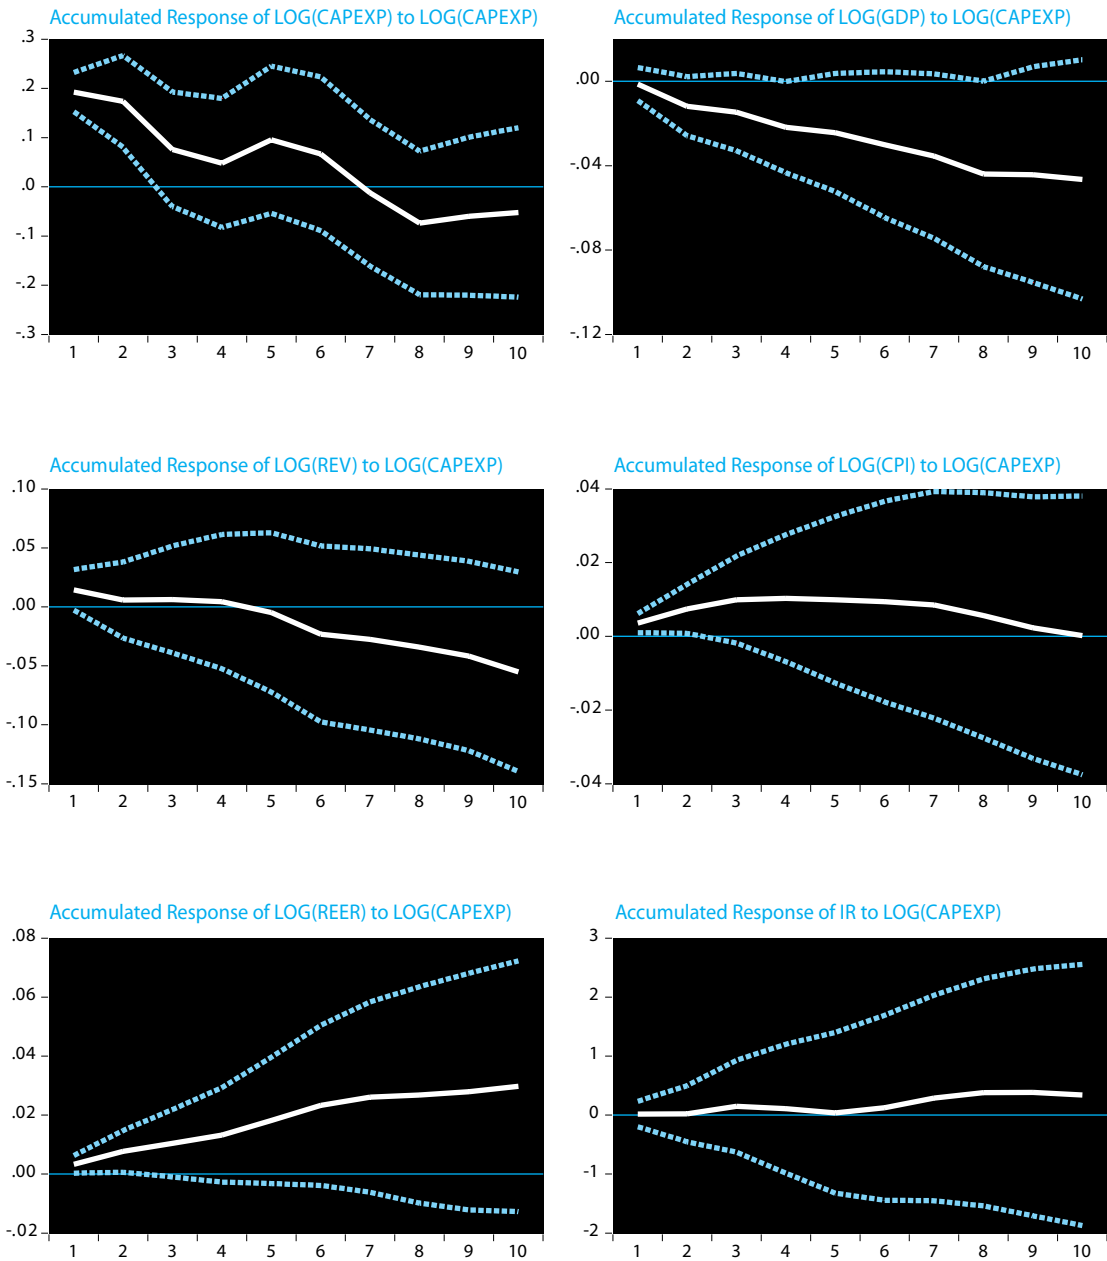 Accumulated Response of LOG(CAPEXP) to LOG(CAPEXP)
.3
.2
.1
.0
-.1
-.2
-.3
1 2 3 4 5 6 7 8 9 10
Accumulated Response of LOG(GDP) to LOG(CAPEXP)
.00
-.04
-.08
-.12
1 2 3 4 5 6 7 8 9 10
Accumulated Response of LOG(REV) to LOG(CAPEXP)
.10
.05
.00
-.05
-.10
-.15
1 2 3 4 5 6 7 8 9 10
Accumulated Response of LOG(CPI) to LOG(CAPEXP)
.04
.02
.00
-.02
-.04
1 2 3 4 5 6 7 8 9 10
Accumulated Response of LOG(REER) to LOG(CAPEXP)
.08
.06
.04
.02
.00
-.02
1 2 3 4 5 6 7 8 9 10
Accumulated Response of IR to LOG(CAPEXP)
3
2
1
0
-1
-2
1 2 3 4 5 6 7 8 9 10